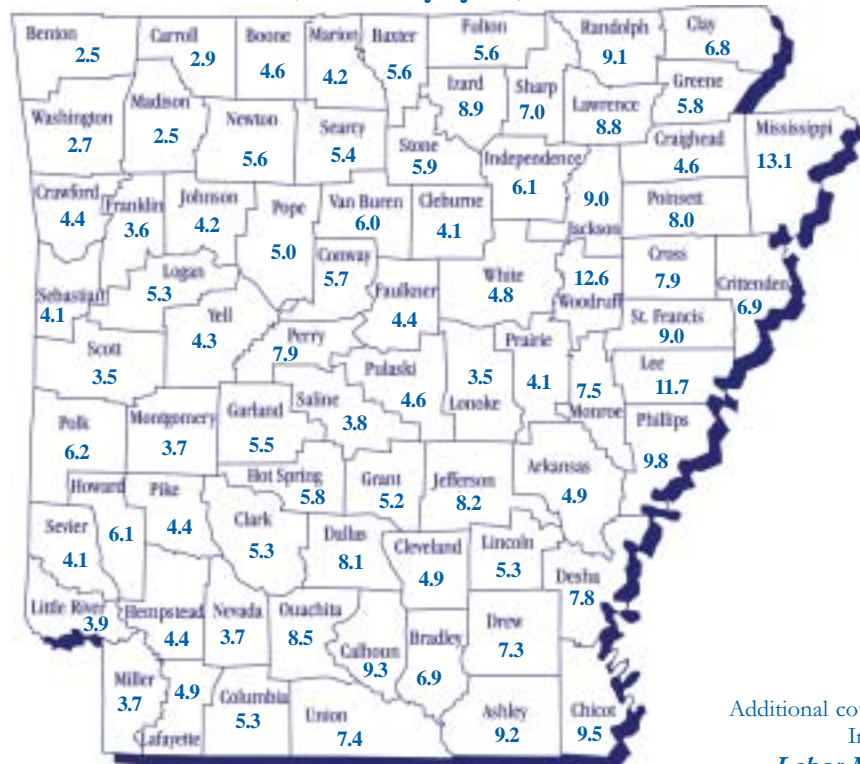 Benton
2.5
Carroll
2.9
Boone
4.6
Marion
4.2
Baxter
5.6
Fulton
5.6
Randolph
9.1
Clay
6.8
Washington
2.7
Madison
2.5
Newton
5.6
Searcy
5.4
Stone
5.9
Izard
8.9
Sharp
7.0
Lawrence
8.8
Greene
5.8
Independence
6.1
Craighead
4.6
Mississippi
13.1
Crawford
4.4
Franklin
3.6
Johnson
4.2
Pope
5.0
Van Buren
6.0
Cleburne
4.1
9.0
Jackson
Poinsett
8.0
Sebastian
4.1
Logan
5.3
Conway
5.7
Faulkner
4.4
White
4.8
12.6
Woodruff
Cross
7.9
Crittenden
6.9
St. Francis
9.0
Scott
3.5
Yell
4.3
Perry
7.9
Pulaski
4.6
3.5
Lonoke
Prairie
4.1
7.5
Monroe
Lee
11.7
Phillips
9.8
Polk
6.2
Montgomery
3.7
Garland
5.5
Saline
3.8
Hot Spring
5.8
Grant
5.2
Jefferson
8.2
Arkansas
4.9
Howard
6.1
Pike
4.4
Sevier
4.1
Clark
5.3
Dallas
8.1
Cleveland
4.9
Lincoln
5.3
Desha
7.8
Little River
3.9
Hempstead
4.4
Nevada
3.7
Ouachita
8.5
Calhoun
9.3
Bradley
6.9
Drew
7.3
Miller
3.7
4.9
Lafayette
Columbia
5.3
Union
7.4
Ashley
9.2
Chicot
9.5
Additional